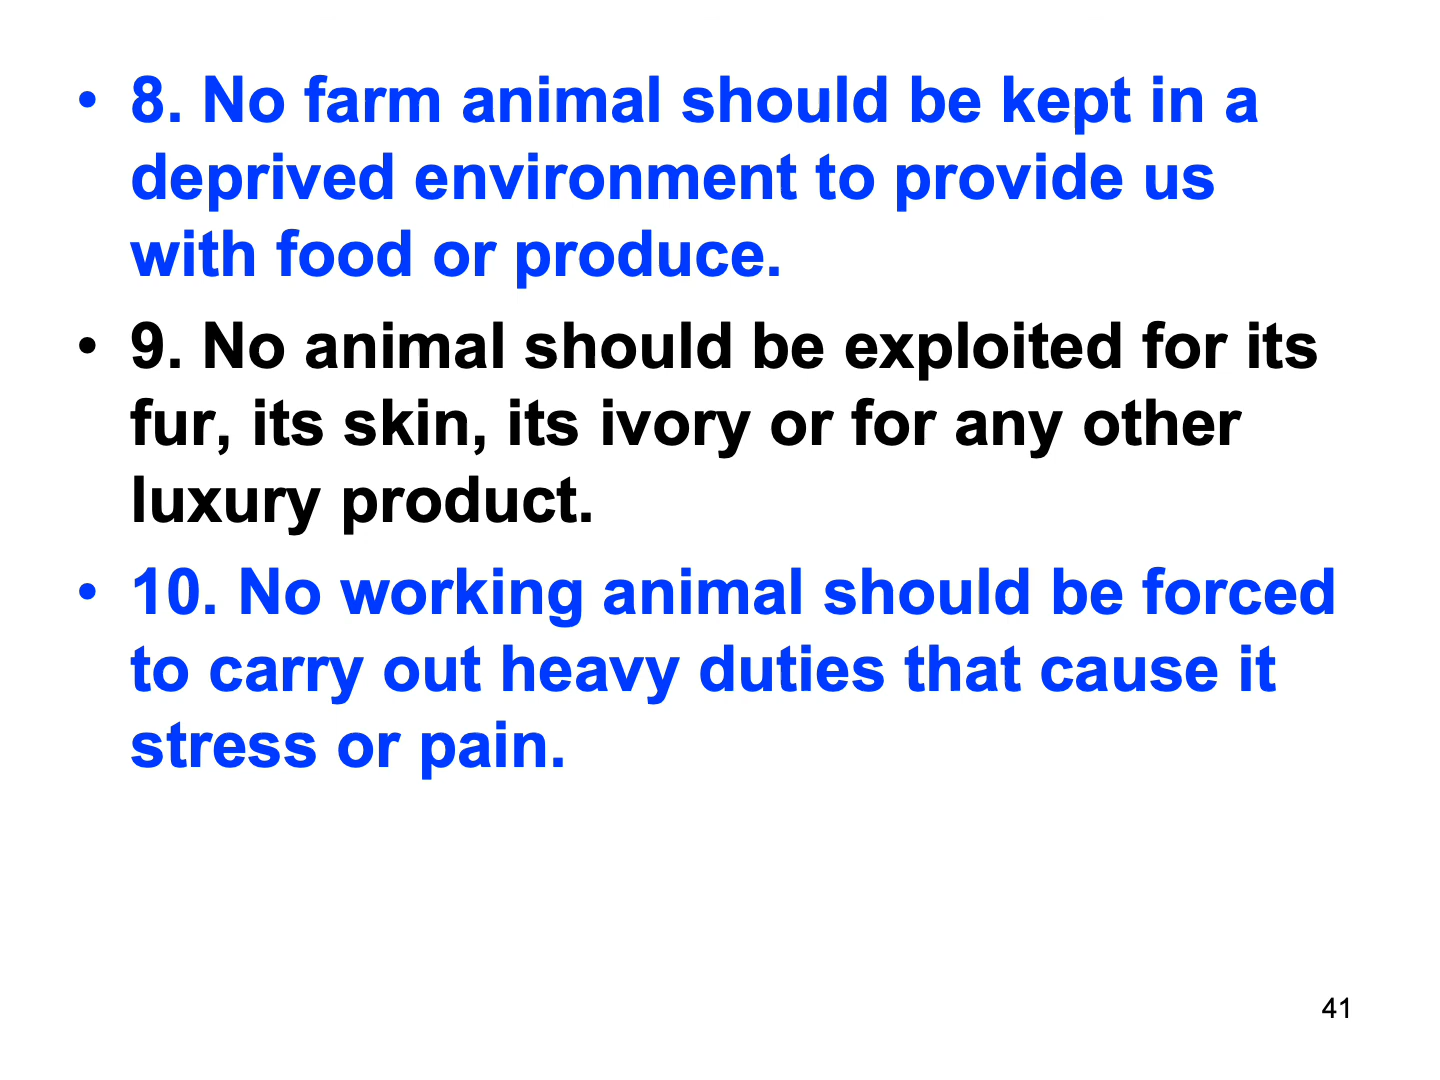 • 8. No farm animal should be kept in a
deprived environment to provide us
with food or produce.
• 9. No animal should be exploited for its
fur, its skin, its ivory or for any other
luxury product.
• 10. No working animal should be forced
to carry out heavy duties that cause it
stress or pain.
41